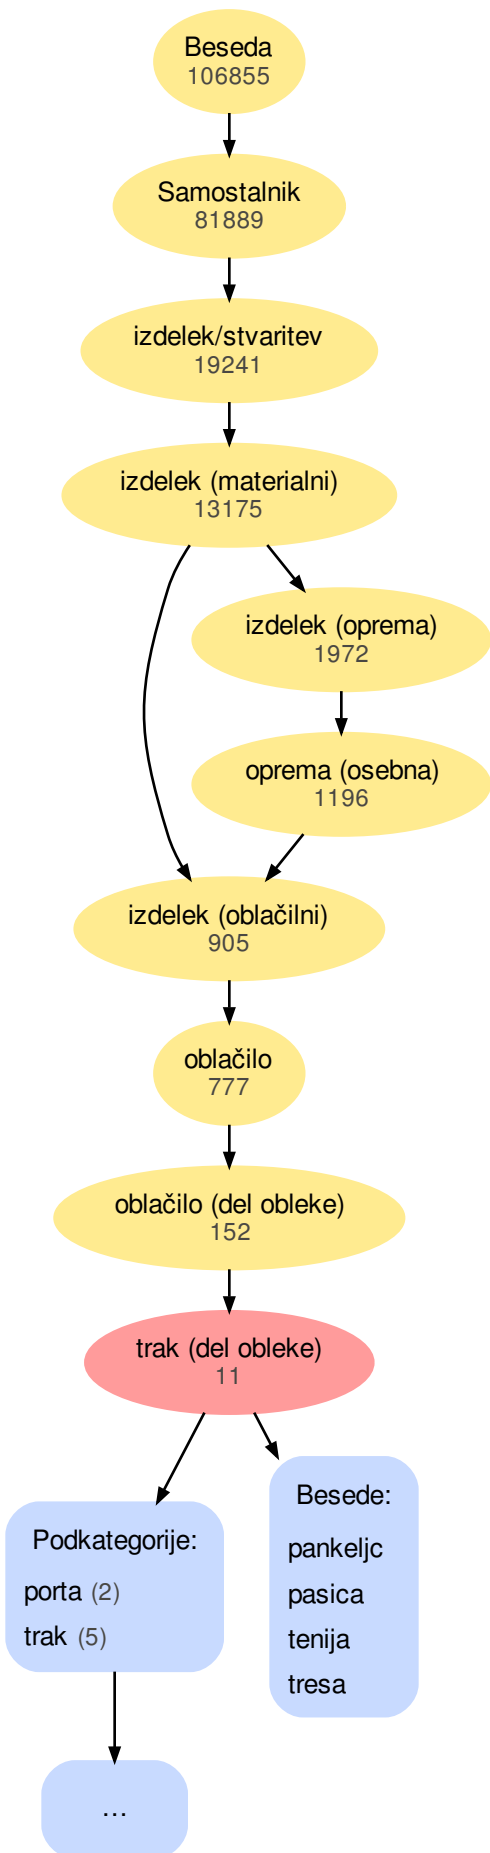 Beseda
106855
Samostalnik
81889
izdelek/stvaritev
19241
izdelek (materialni)
13175
izdelek (oprema)
1972
oprema (osebna)
1196
izdelek (oblačilni)
905
oblačilo
777
oblačilo (del obleke)
152
trak (del obleke)
11
Podkategorije:
porta (2)
trak (5)
Besede:
pankeljc
pasica
tenija
tresa
...